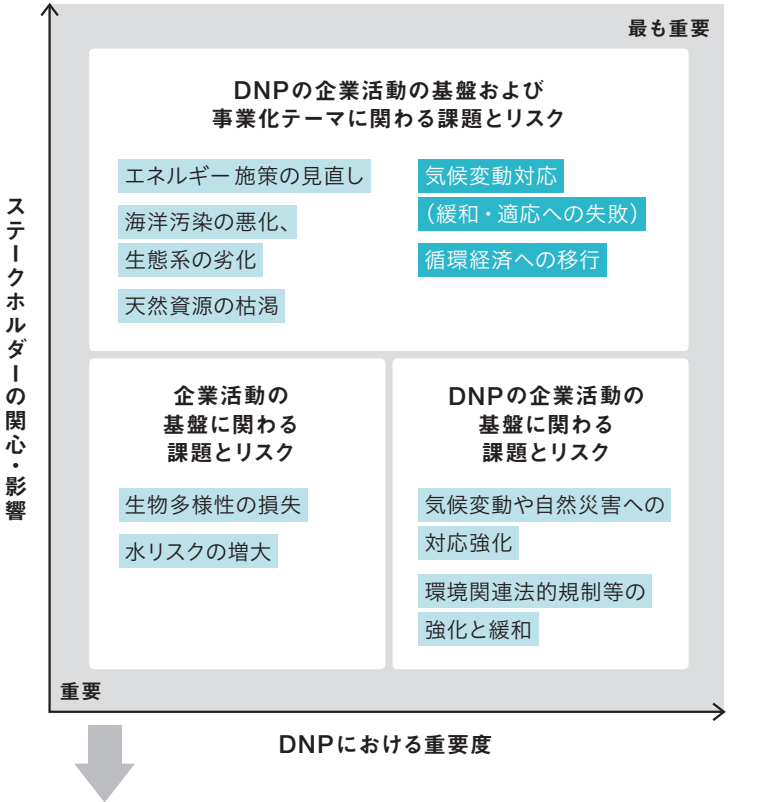 最も重要
DNPの企業活動の基盤および
事業化テーマに関わる課題とリスク
エネルギー施策の見直し
海洋汚染の悪化、
生態系の劣化
天然資源の枯渇
気候変動対応
（緩和・適応への失敗）
循環経済への移行
企業活動の
基盤に関わる
課題とリスク
生物多様性の損失
水リスクの増大
DNPの企業活動の
基盤に関わる
課題とリスク
気候変動や自然災害への
対応強化
環境関連法的規制等の
強化と緩和
ステークホルダーの関心・影響
重要
DNPにおける重要度